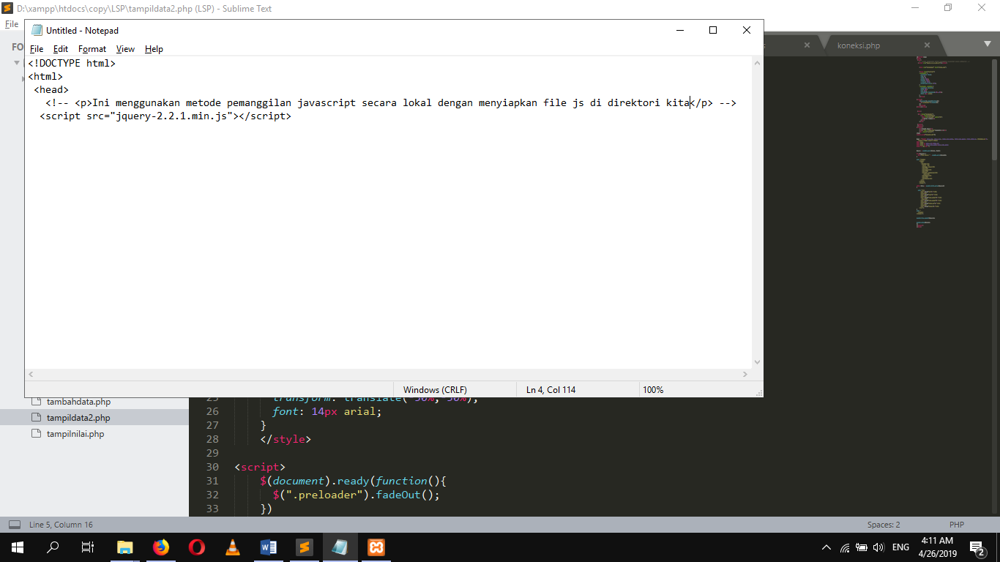 D:\xampp\htdocs\copy\LSP\tampildata2.php (LSP) - Sublime Text
File
Untitled - Notepad
File Edit Format View Help
FO
koneksi.php
<!DOCTYPE html>
<html>
<head>
<!-- <p>Ini menggunakan metode pemanggilan javascript secara lokal dengan menyiapkan file js di direktori kita</p> -->
<script src="jquery-2.2.1.min.js"></script>
Windows (CRLF) Ln 4, Col 114 100%
tambahdata.php
tampildata2.php
tampilnilai.php
25 transform: translate(-50%,-50%);
26 font: 14px arial;
27 }
28 </style>
29
30 <script>
31 $(document).ready(function(){
32 $(".preloader").fadeOut();
33 })
Line 5, Column 16 Spaces: 2 PHP
ENG 4:11 AM
4/26/2019
2